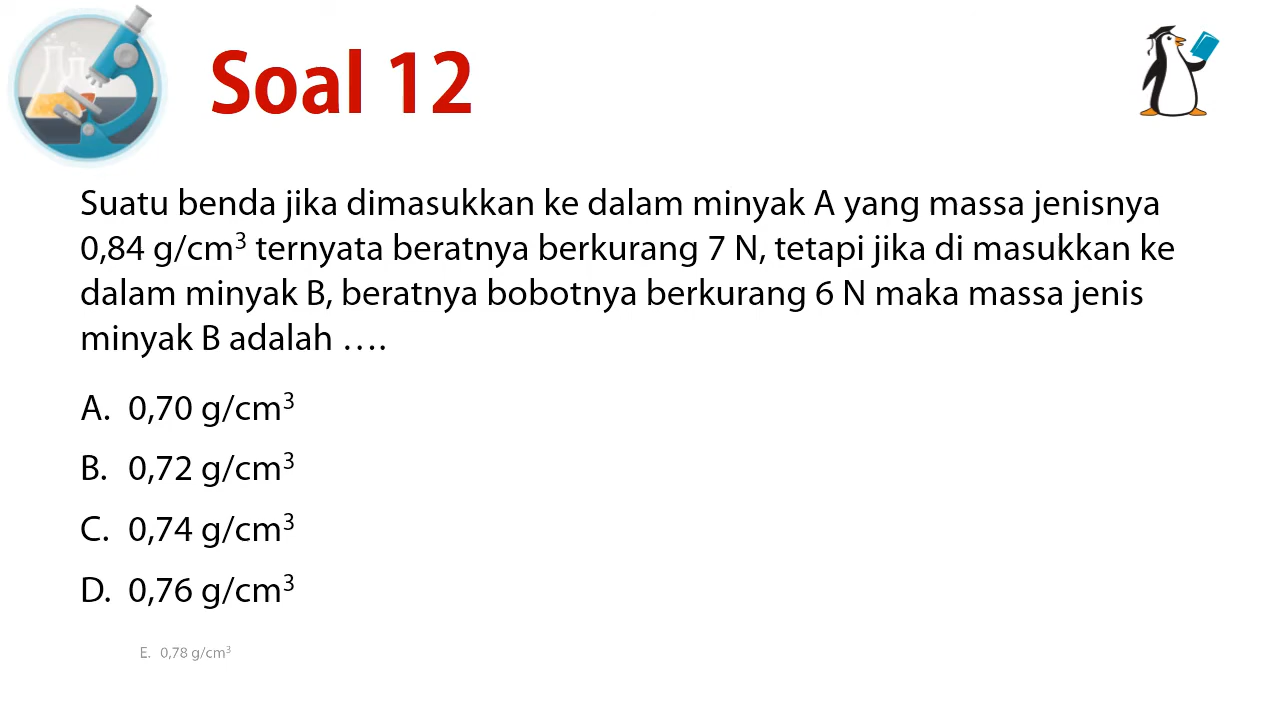 Soal 12
Suatu benda jika dimasukkan ke dalam minyak A yang massa jenisnya
0,84 g/cm³ ternyata beratnya berkurang 7 N, tetapi jika di masukkan ke
dalam minyak B, beratnya bobotnya berkurang 6 N maka massa jenis
minyak B adalah ….
A. 0,70 g/cm³
B. 0,72 g/cm³
C. 0,74 g/cm³
D. 0,76 g/cm³
E. 0,78 g/cm³